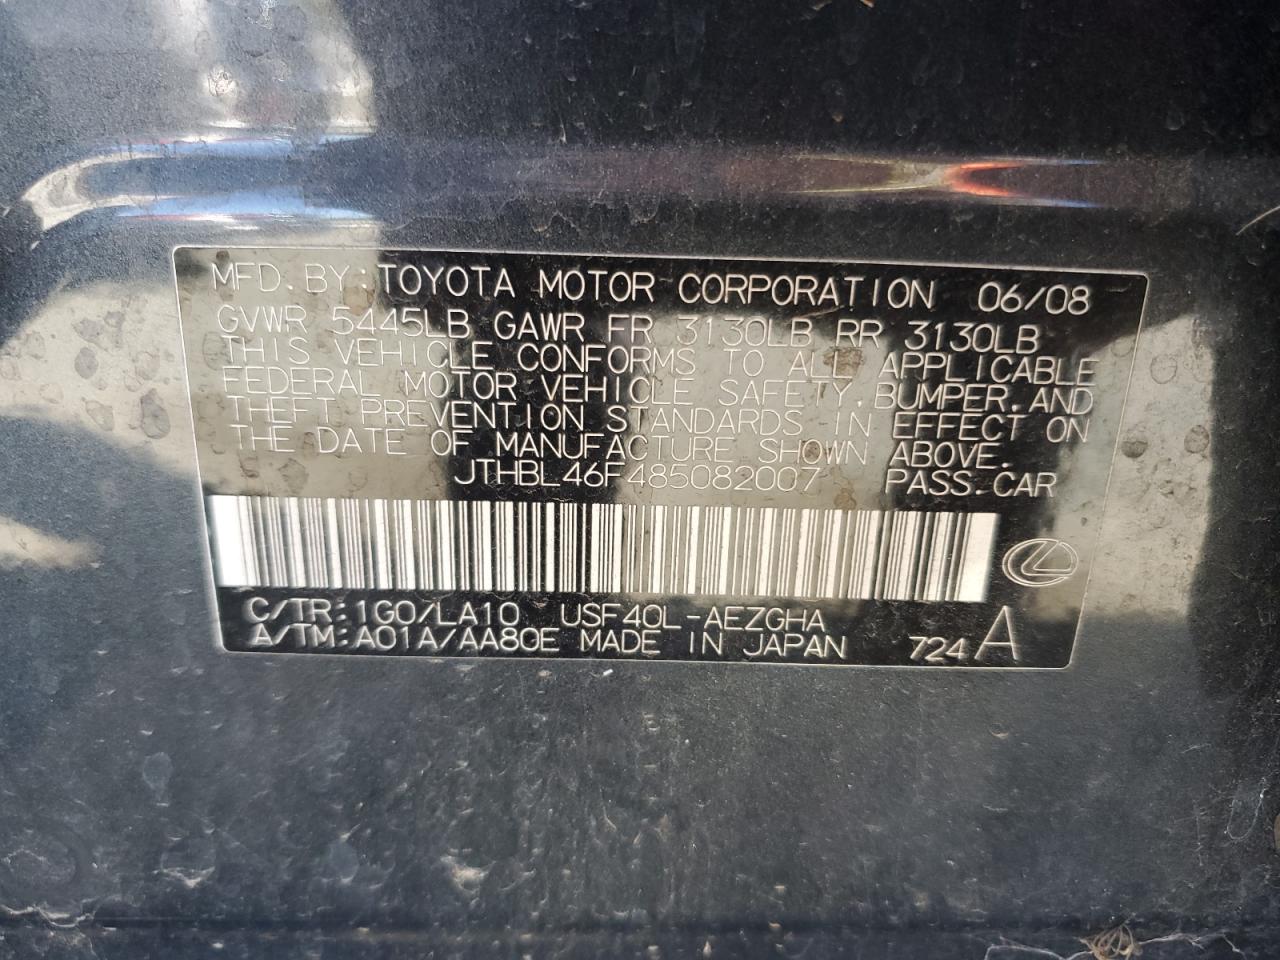 MFD. BY: TOYOTA MOTOR CORPORATION 06/08
GVWR 5445LB GAWR FR 3130LB RR 3130LB
THIS VEHICLE CONFORMS TO ALL APPLICABLE
FEDERAL MOTOR VEHICLE SAFETY, BUMPER, AND
THEFT PREVENTION STANDARDS IN EFFECT ON
THE DATE OF MANUFACTURE SHOWN ABOVE.
JTHBL46F485082007 PASS. CAR
C/TR: 1G0/LA10 USF40L-AEZGHA
A/TM: A01A/AA80E MADE IN JAPAN 724 A